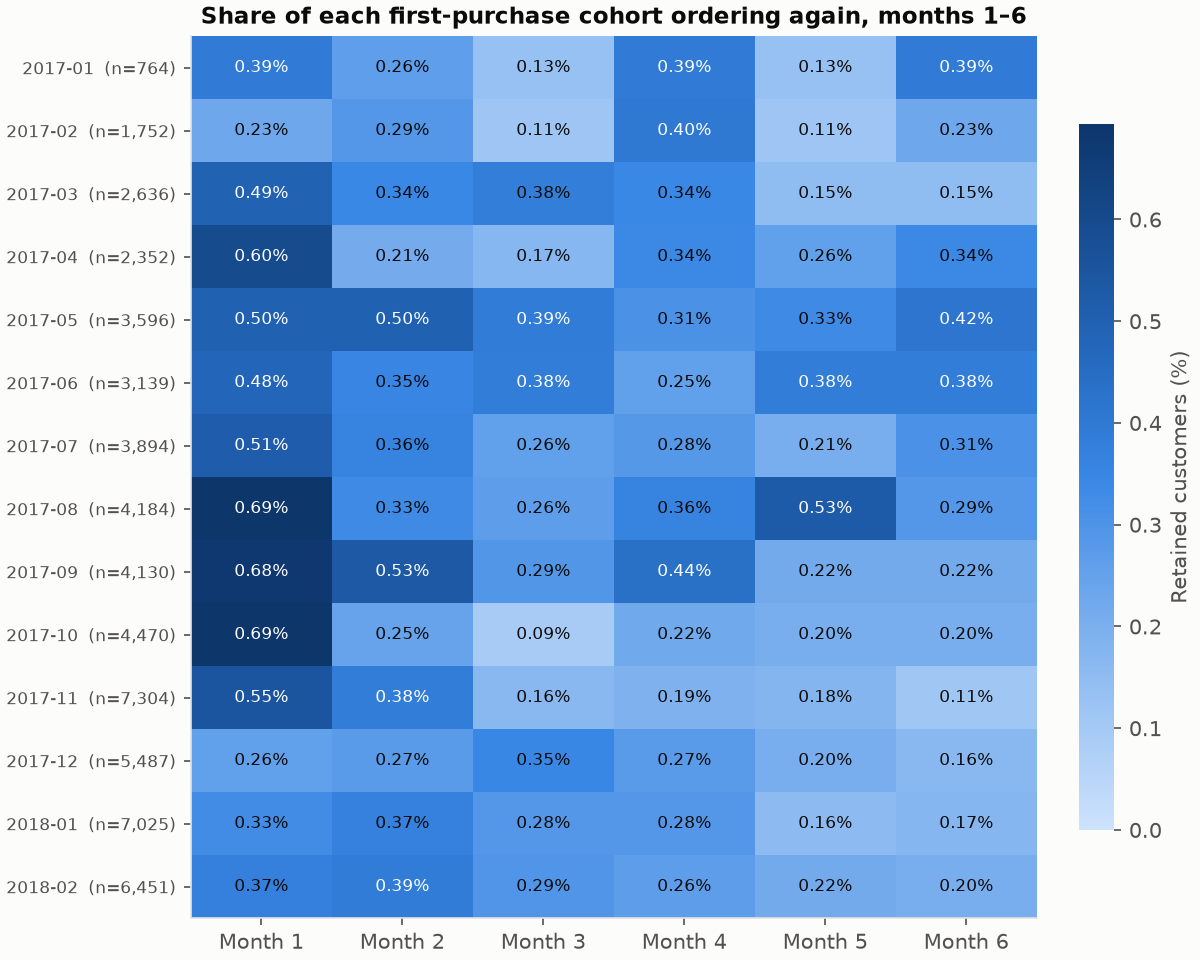 Share of each first-purchase cohort ordering again, months 1–6
2017-01 (n=764) 0.39% 0.26% 0.13% 0.39% 0.13% 0.39%
2017-02 (n=1,752) 0.23% 0.29% 0.11% 0.40% 0.11% 0.23%
2017-03 (n=2,636) 0.49% 0.34% 0.38% 0.34% 0.15% 0.15%
2017-04 (n=2,352) 0.60% 0.21% 0.17% 0.34% 0.26% 0.34%
2017-05 (n=3,596) 0.50% 0.50% 0.39% 0.31% 0.33% 0.42%
2017-06 (n=3,139) 0.48% 0.35% 0.38% 0.25% 0.38% 0.38%
2017-07 (n=3,894) 0.51% 0.36% 0.26% 0.28% 0.21% 0.31%
2017-08 (n=4,184) 0.69% 0.33% 0.26% 0.36% 0.53% 0.29%
2017-09 (n=4,130) 0.68% 0.53% 0.29% 0.44% 0.22% 0.22%
2017-10 (n=4,470) 0.69% 0.25% 0.09% 0.22% 0.20% 0.20%
2017-11 (n=7,304) 0.55% 0.38% 0.16% 0.19% 0.18% 0.11%
2017-12 (n=5,487) 0.26% 0.27% 0.35% 0.27% 0.20% 0.16%
2018-01 (n=7,025) 0.33% 0.37% 0.28% 0.28% 0.16% 0.17%
2018-02 (n=6,451) 0.37% 0.39% 0.29% 0.26% 0.22% 0.20%
Month 1 Month 2 Month 3 Month 4 Month 5 Month 6
0.6
0.5
0.4
0.3
0.2
0.1
0.0
Retained customers (%)